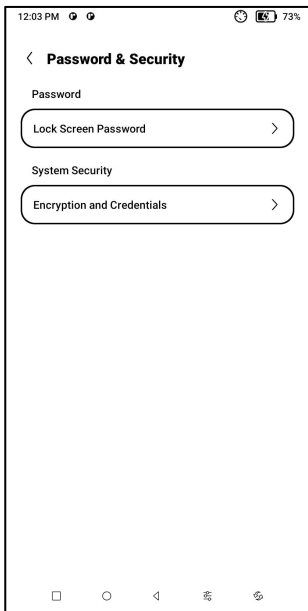 12:03 PM 73%
Password & Security
Password
Lock Screen Password
System Security
Encryption and Credentials